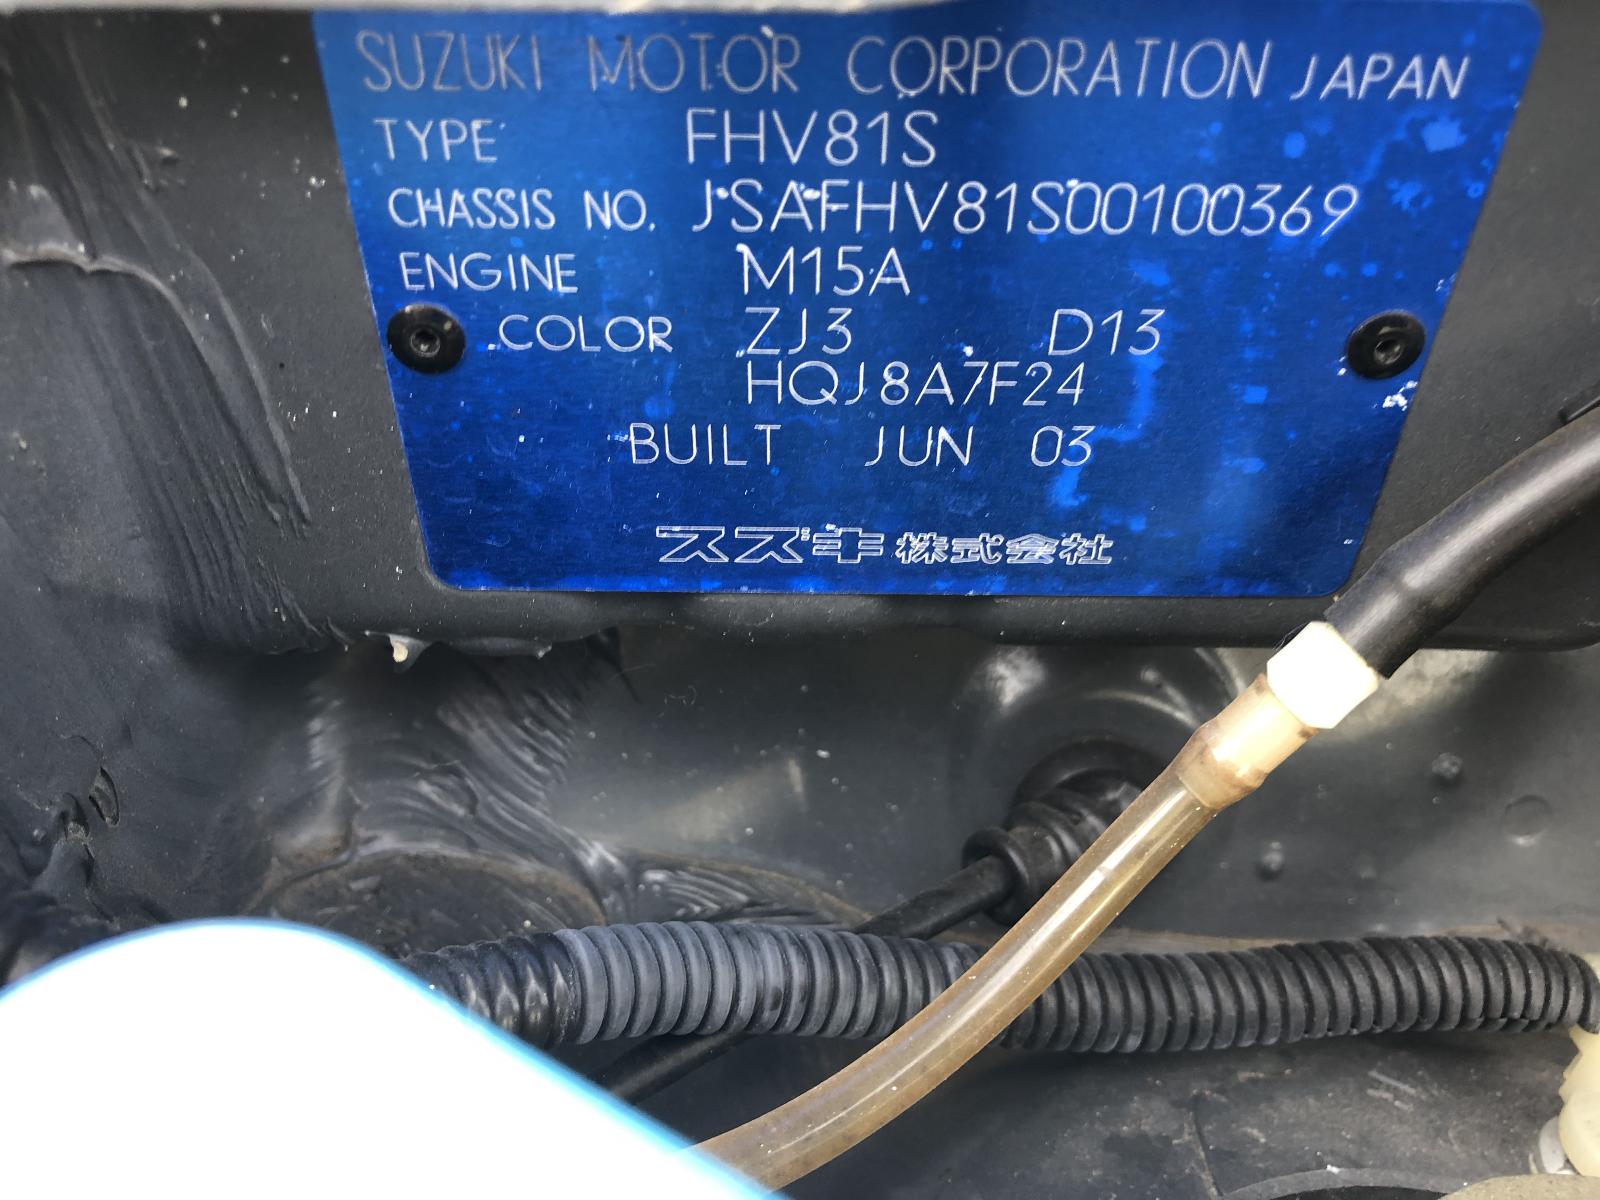 SUZUKI MOTOR CORPORATION JAPAN
TYPE FHV81S
CHASSIS NO. JSAFHV81S00100369
ENGINE M15A
COLOR ZJ3 D13
HQJ8A7F24
BUILT JUN 03
スズキ株式会社